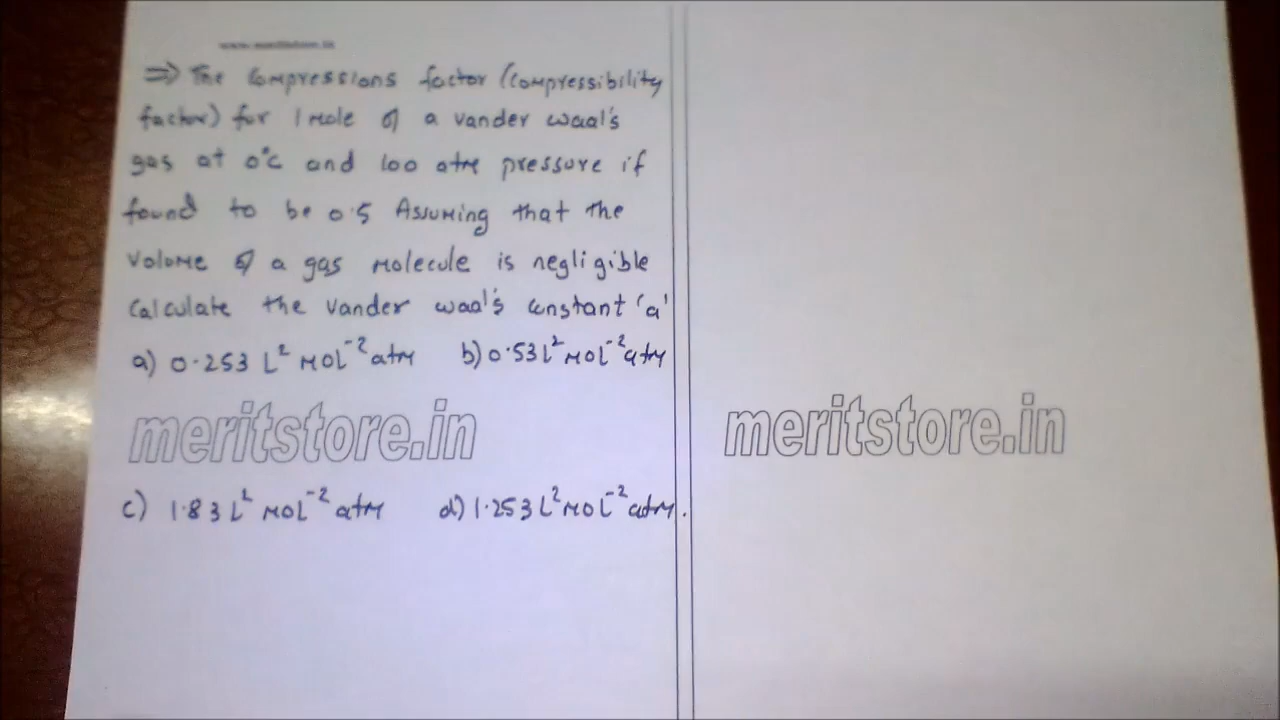 www.meritstore.in
⇒ The Compressions factor (Compressibility
factor) for 1 mole of a vander waal's
gas at 0°C and 100 atm pressure if
found to be 0.5 Assuming that the
volume of a gas molecule is negligible
Calculate the vander waal's constant 'a'
a) 0.253 L² mol⁻² atm b) 0.53 L² mol⁻² atm
meritstore.in meritstore.in
c) 1.83 L² mol⁻² atm d) 1.253 L² mol⁻² atm.